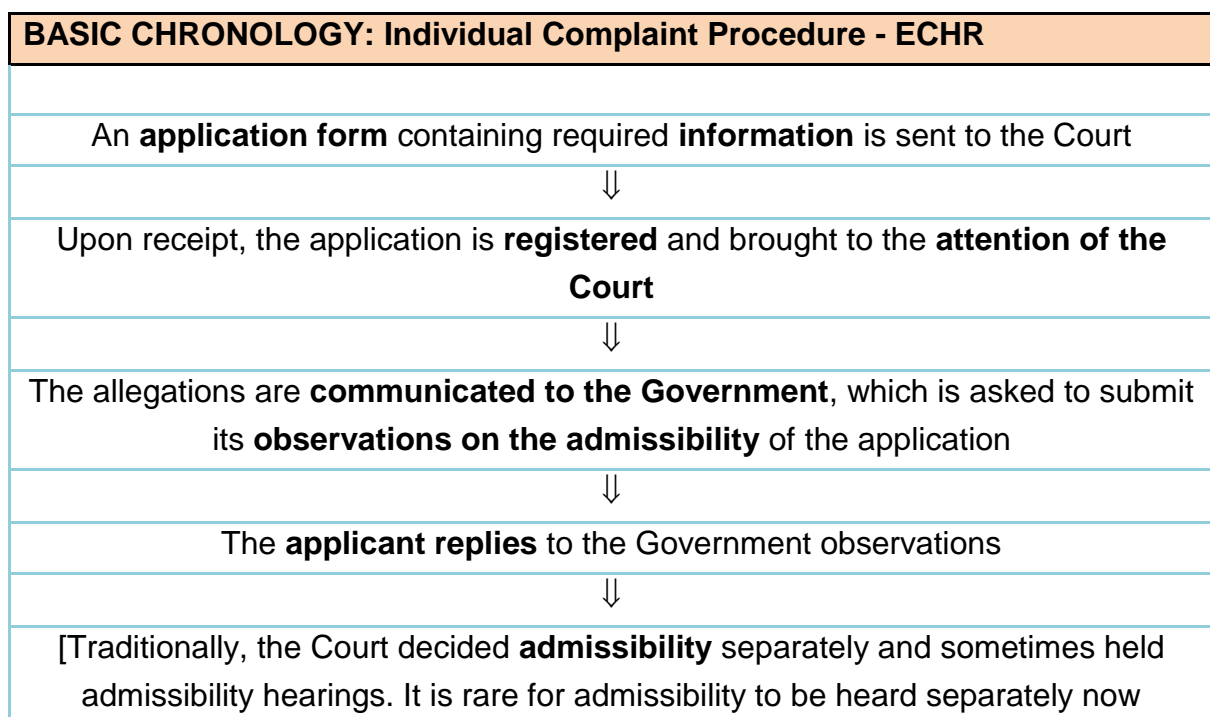 BASIC CHRONOLOGY: Individual Complaint Procedure - ECHR
An application form containing required information is sent to the Court
⇓
Upon receipt, the application is registered and brought to the attention of the
Court
⇓
The allegations are communicated to the Government, which is asked to submit
its observations on the admissibility of the application
⇓
The applicant replies to the Government observations
⇓
[Traditionally, the Court decided admissibility separately and sometimes held
admissibility hearings. It is rare for admissibility to be heard separately now